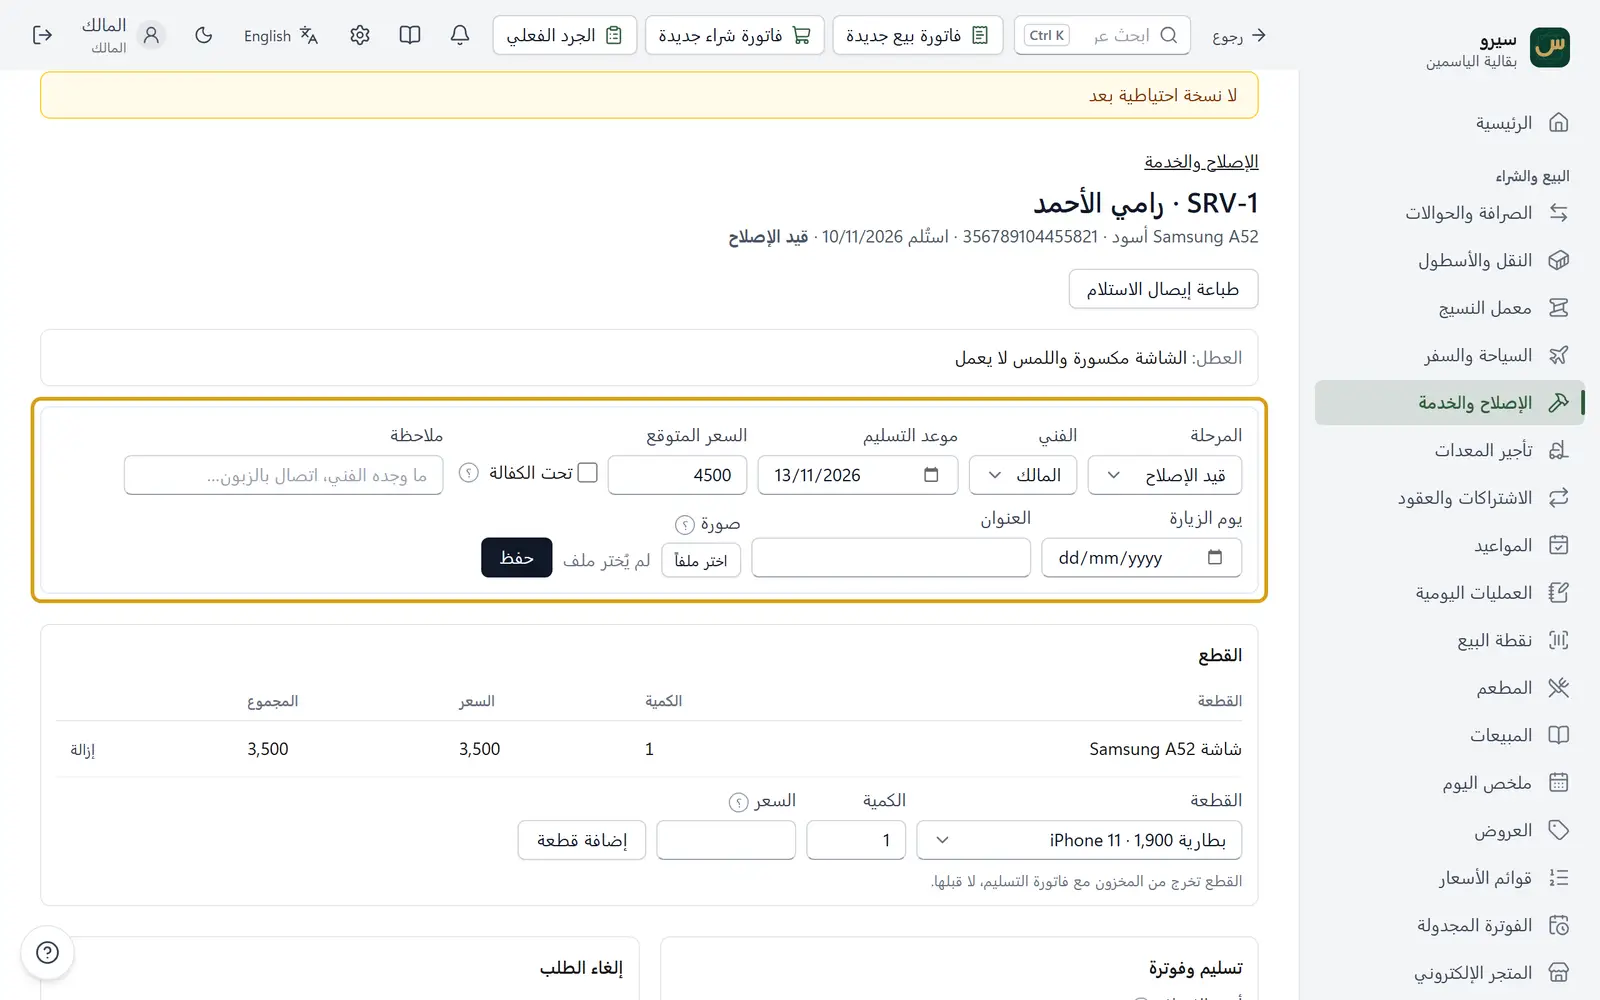 سيرو
بقالية الياسمين
رجوع
ابحث عر
Ctrl K
فاتورة بيع جديدة
فاتورة شراء جديدة
الجرد الفعلي
English
المالك
المالك
الرئيسية
البيع والشراء
الصرافة والحوالات
النقل والأسطول
معمل النسيج
السياحة والسفر
الإصلاح والخدمة
تأجير المعدات
الاشتراكات والعقود
المواعيد
العمليات اليومية
نقطة البيع
المطعم
المبيعات
ملخص اليوم
العروض
قوائم الأسعار
الفوترة المجدولة
المتجر الإلكتروني
لا نسخة احتياطية بعد
الإصلاح والخدمة
SRV-1 · رامي الأحمد
Samsung A52 أسود · 356789104455821 · استُلم 10/11/2026 · قيد الإصلاح
طباعة إيصال الاستلام
العطل: الشاشة مكسورة واللمس لا يعمل
المرحلة
الفني
موعد التسليم
السعر المتوقع
ملاحظة
قيد الإصلاح
المالك
13/11/2026
4500
تحت الكفالة
؟
ما وجده الفني، اتصال بالزبون...
يوم الزيارة
العنوان
صورة ؟
dd/mm/yyyy
اختر ملفاً
لم يُختر ملف
حفظ
القطع
القطعة
الكمية
السعر
المجموع
شاشة Samsung A52
1
3,500
3,500
إزالة
القطعة
الكمية
السعر ؟
بطارية iPhone 11 · 1,900
1
إضافة قطعة
القطع تخرج من المخزون مع فاتورة التسليم، لا قبلها.
تسليم وفوترة
إلغاء الطلب